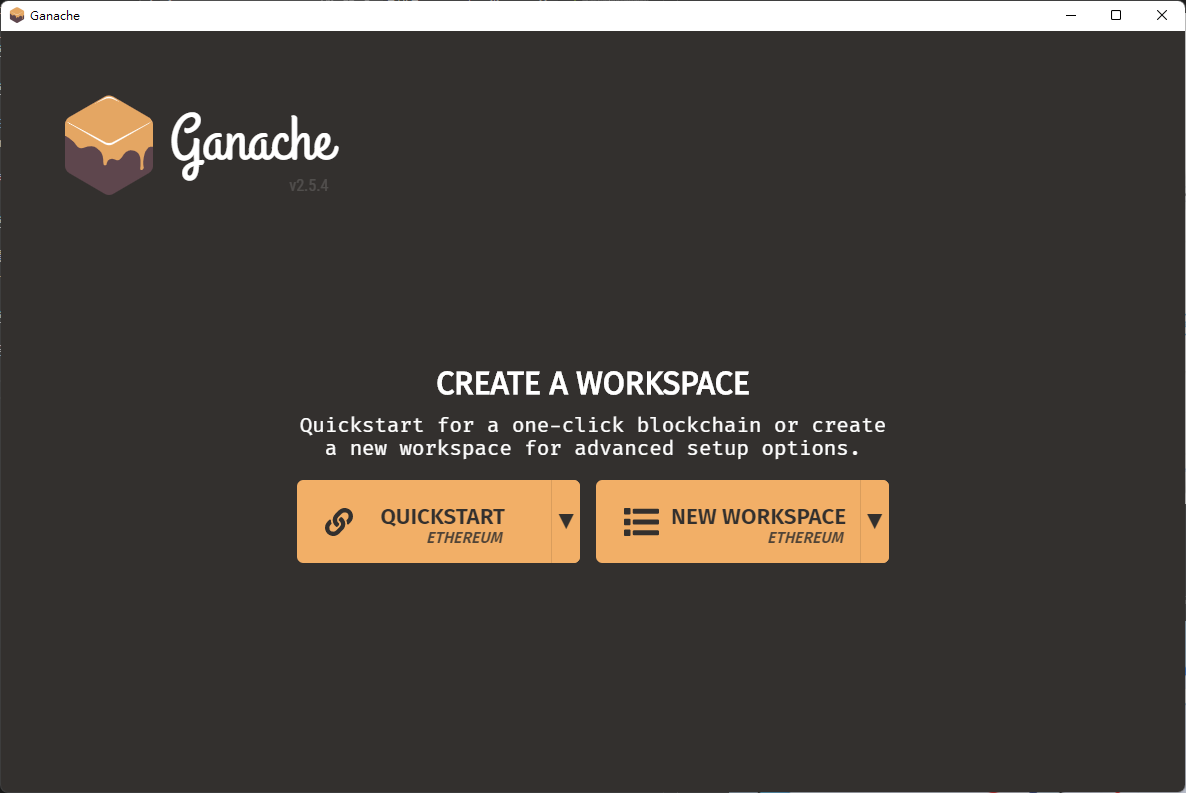 Ganache
Ganache
v2.5.4
CREATE A WORKSPACE
Quickstart for a one-click blockchain or create
a new workspace for advanced setup options.
QUICKSTART
ETHEREUM
NEW WORKSPACE
ETHEREUM